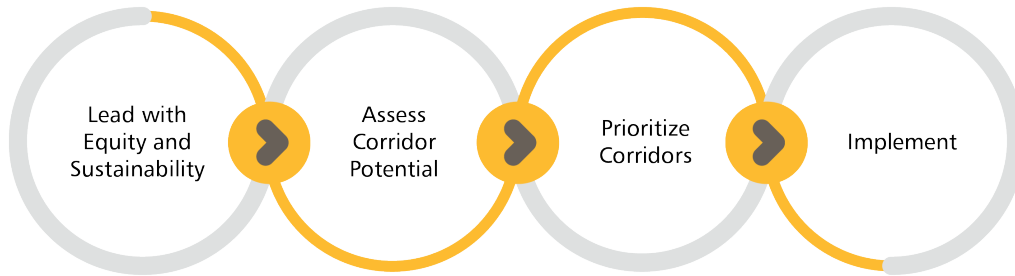 Lead with
Equity and
Sustainability
Assess
Corridor
Potential
Prioritize
Corridors
Implement